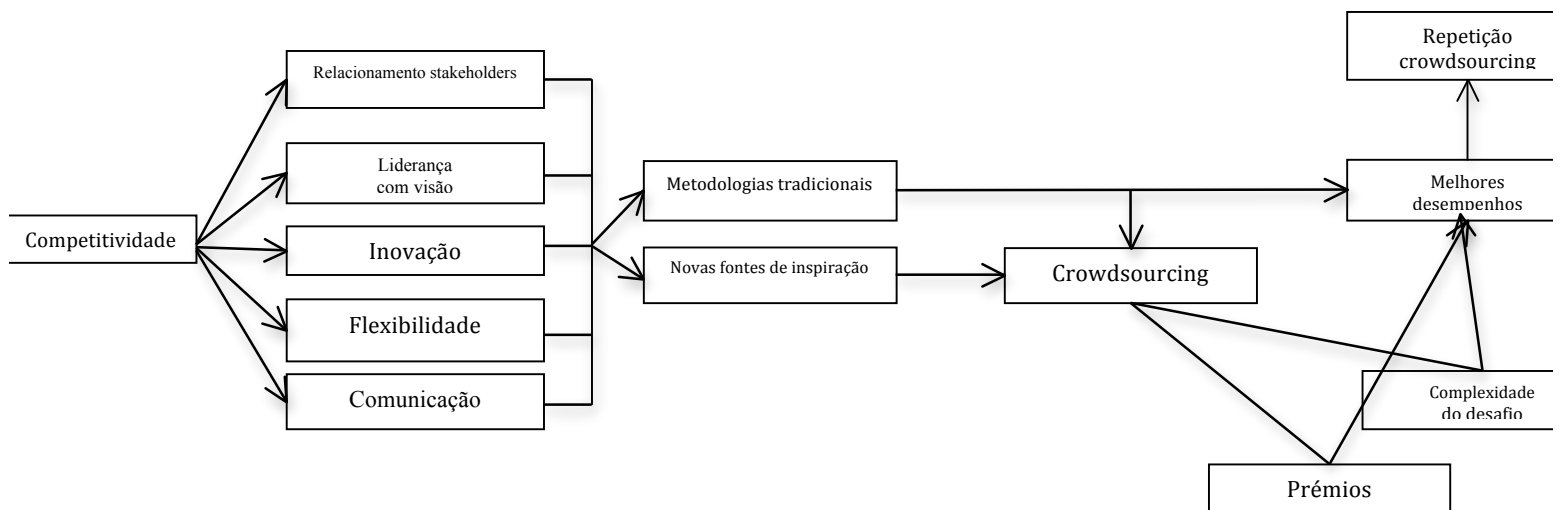 Repetição
crowdsourcing
Relacionamento stakeholders
Liderança
com visão
Metodologias tradicionais
Melhores
desempenhos
Competitividade
Inovação
Novas fontes de inspiração
Crowdsourcing
Flexibilidade
Comunicação
Complexidade
do desafio
Prémios